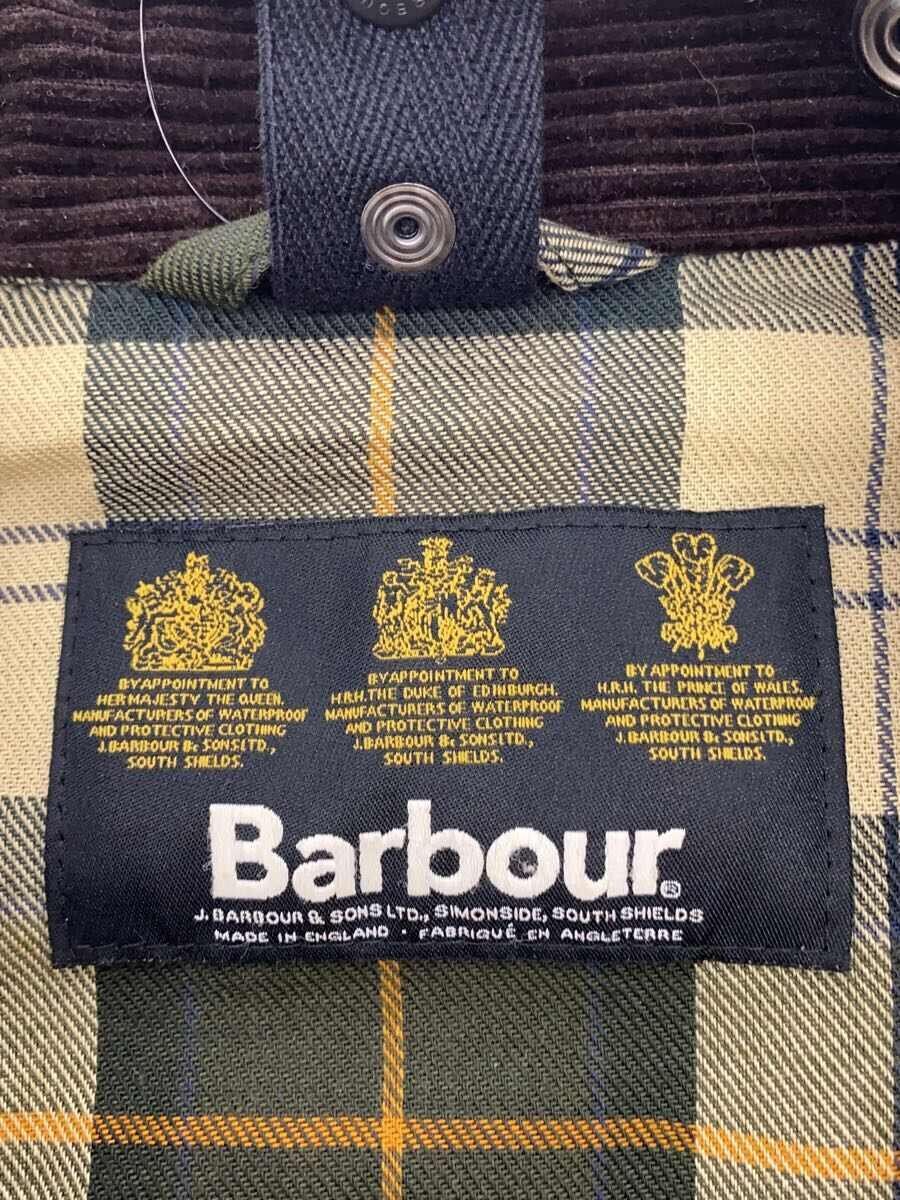 BY APPOINTMENT TO
HER MAJESTY THE QUEEN.
MANUFACTURERS OF WATERPROOF
AND PROTECTIVE CLOTHING
J. BARBOUR & SONS LTD.,
SOUTH SHIELDS.
BY APPOINTMENT TO
H.R.H. THE DUKE OF EDINBURGH.
MANUFACTURERS OF WATERPROOF
AND PROTECTIVE CLOTHING
J. BARBOUR & SONS LTD.,
SOUTH SHIELDS.
BY APPOINTMENT TO
H.R.H. THE PRINCE OF WALES.
MANUFACTURERS OF WATERPROOF
AND PROTECTIVE CLOTHING
J. BARBOUR & SONS LTD.,
SOUTH SHIELDS.
Barbour®
J. BARBOUR & SONS LTD., SIMONSIDE, SOUTH SHIELDS
MADE IN ENGLAND · FABRIQUÉ EN ANGLETERRE